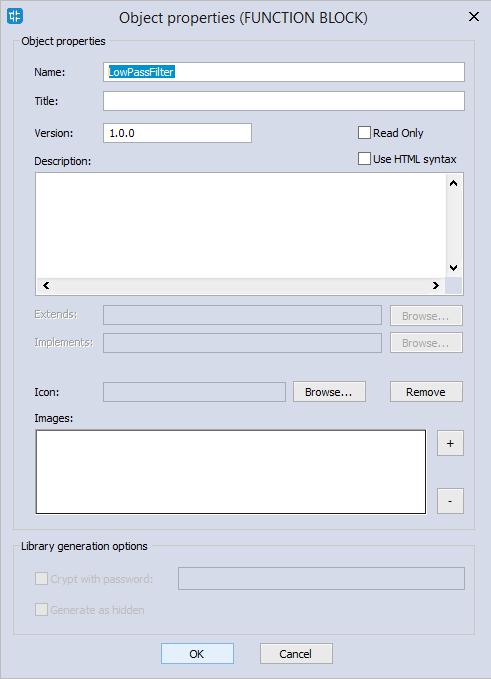 Object properties (FUNCTION BLOCK)
Object properties
Name: LowPassFilter
Title:
Version: 1.0.0 Read Only
Description: Use HTML syntax
Extends: Browse...
Implements: Browse...
Icon: Browse... Remove
Images:
+
-
Library generation options
Crypt with password:
Generate as hidden
OK Cancel